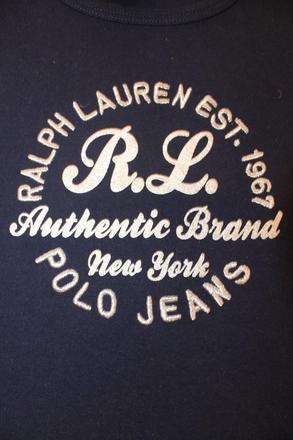 RALPH LAUREN EST. 1967
R.L.
Authentic Brand
New York
POLO JEANS